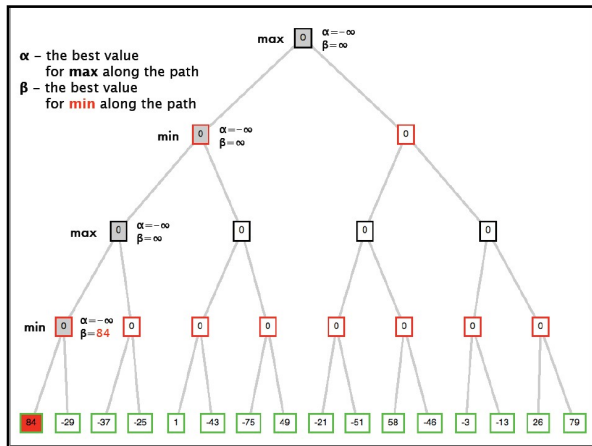 max 0 α=-∞
β=∞
α – the best value
for max along the path
β – the best value
for min along the path
min 0 α=-∞ 0
β=∞
max 0 α=-∞ 0 0 0
β=∞
min 0 α=-∞ 0 0 0 0 0 0 0
β=84
84 -29 -37 -25 1 -43 -75 49 -21 -51 58 -46 -3 -13 26 79